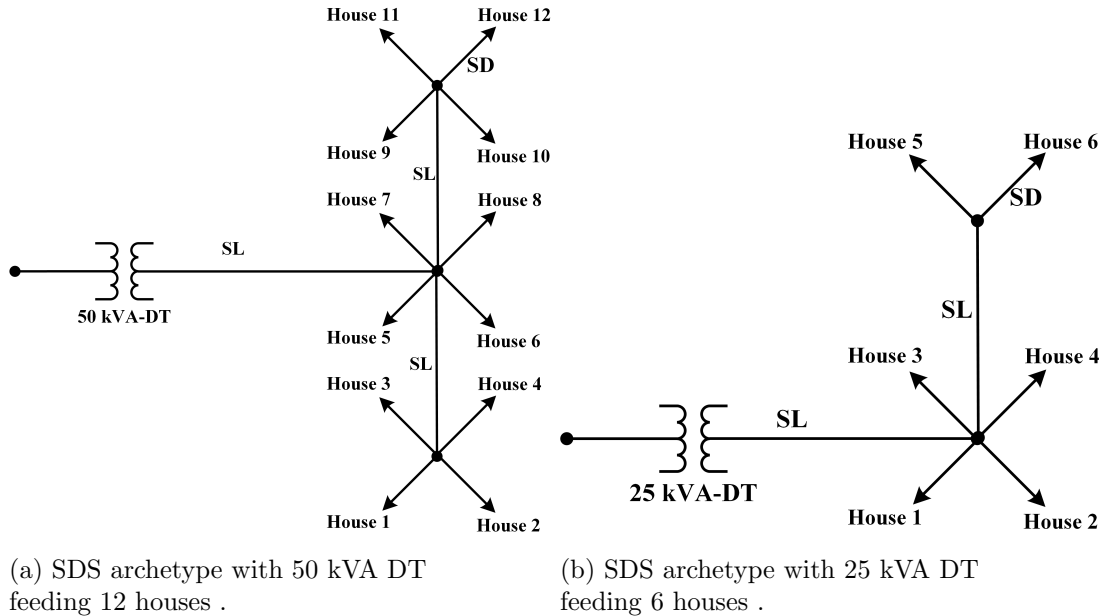 House 11
House 12
SD
House 9
House 10
SL
House 7
House 8
SL
50 kVA-DT
House 5
House 6
SL
House 3
House 4
House 1
House 2
(a) SDS archetype with 50 kVA DT
feeding 12 houses .
House 5
House 6
SD
SL
House 3
House 4
SL
25 kVA-DT
House 1
House 2
(b) SDS archetype with 25 kVA DT
feeding 6 houses .